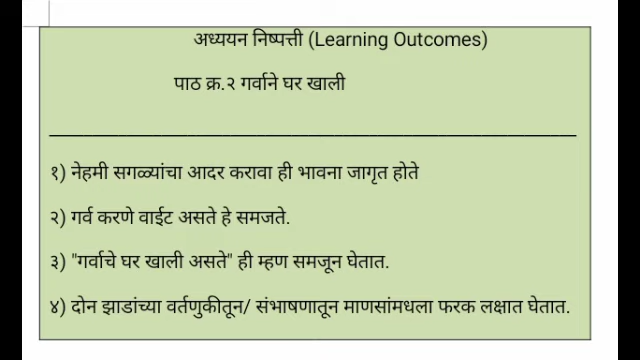 अध्ययन निष्पत्ती (Learning Outcomes)
पाठ क्र.२ गर्वाने घर खाली
१) नेहमी सगळ्यांचा आदर करावा ही भावना जागृत होते
२) गर्व करणे वाईट असते हे समजते.
३) "गर्वाचे घर खाली असते" ही म्हण समजून घेतात.
४) दोन झाडांच्या वर्तणुकीतून/ संभाषणातून माणसांमधला फरक लक्षात घेतात.